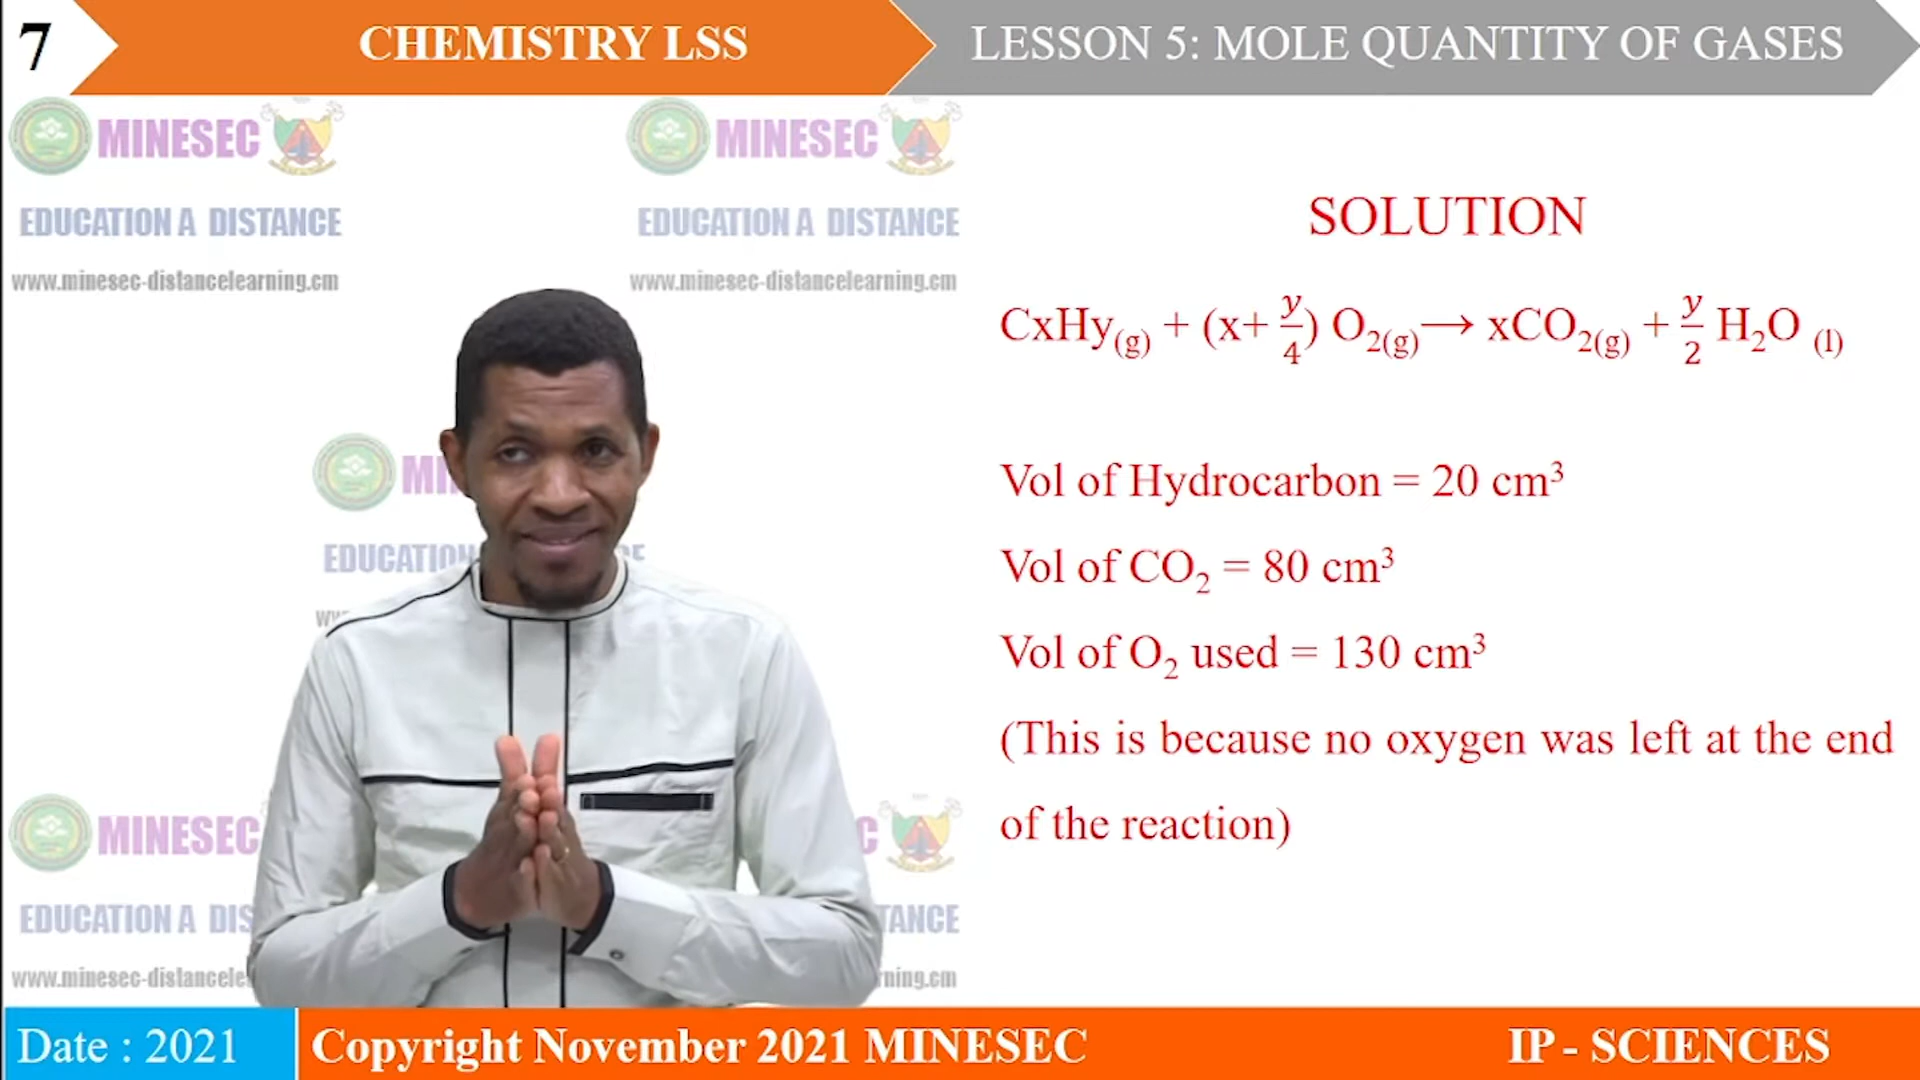 7
CHEMISTRY LSS
LESSON 5: MOLE QUANTITY OF GASES
MINESEC
EDUCATION A DISTANCE
www.minesec-distancelearning.cm
MINESEC
EDUCATION A DISTANCE
www.minesec-distancelearning.cm
SOLUTION
CxHy(g) + (x+ y/4) O₂(g)→ xCO₂(g) + y/2 H₂O (l)
Vol of Hydrocarbon = 20 cm³
Vol of CO₂ = 80 cm³
Vol of O₂ used = 130 cm³
(This is because no oxygen was left at the end
of the reaction)
MINESEC
Date : 2021
Copyright November 2021 MINESEC
IP - SCIENCES